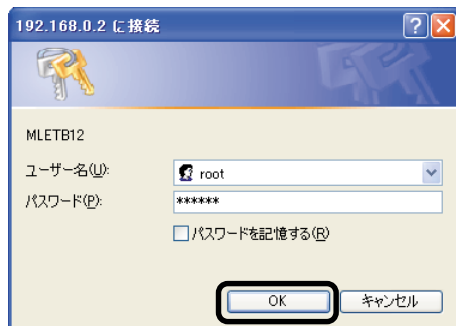 192.168.0.2 に接続
MLETB12
ユーザー名(U):
root
パスワード(P):
******
パスワードを記憶する(R)
OK
キャンセル